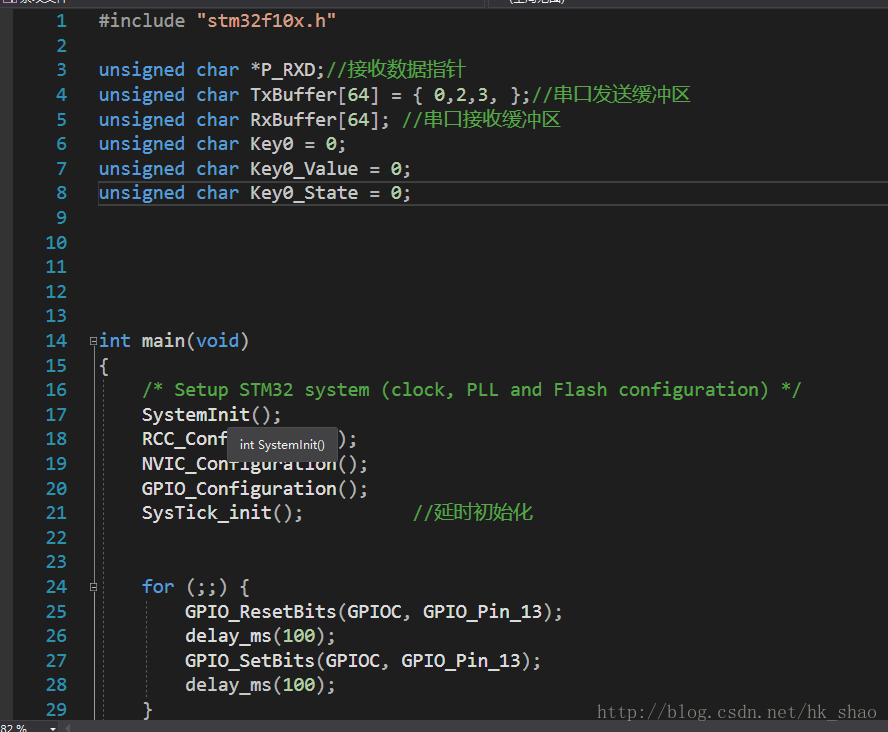 1 #include "stm32f10x.h"
2
3 unsigned char *P_RXD;//接收数据指针
4 unsigned char TxBuffer[64] = { 0,2,3, };//串口发送缓冲区
5 unsigned char RxBuffer[64]; //串口接收缓冲区
6 unsigned char Key0 = 0;
7 unsigned char Key0_Value = 0;
8 unsigned char Key0_State = 0;
9
10
11
12
13
14 int main(void)
15 {
16 /* Setup STM32 system (clock, PLL and Flash configuration) */
17 SystemInit();
18 RCC_Conf );
int SystemInit()
19 NVIC_Configuration();
20 GPIO_Configuration();
21 SysTick_init(); //延时初始化
22
23
24 for (;;) {
25 GPIO_ResetBits(GPIOC, GPIO_Pin_13);
26 delay_ms(100);
27 GPIO_SetBits(GPIOC, GPIO_Pin_13);
28 delay_ms(100);
29 }
http://blog.csdn.net/hk_shao
82 %